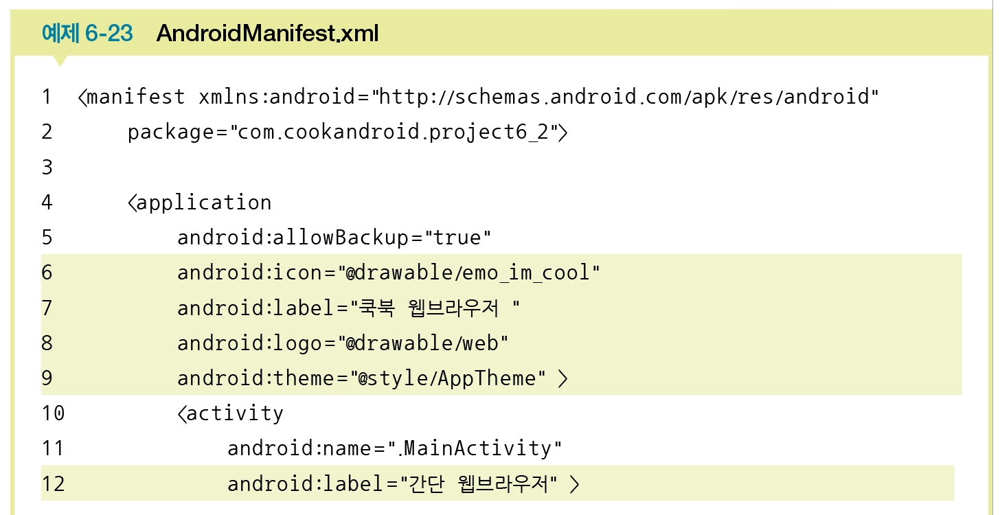 예제 6-23 AndroidManifest.xml
1 <manifest xmlns:android="http://schemas.android.com/apk/res/android"
2 package="com.cookandroid.project6_2">
3
4 <application
5 android:allowBackup="true"
6 android:icon="@drawable/emo_im_cool"
7 android:label="쿡북 웹브라우저 "
8 android:logo="@drawable/web"
9 android:theme="@style/AppTheme" >
10 <activity
11 android:name=".MainActivity"
12 android:label="간단 웹브라우저" >